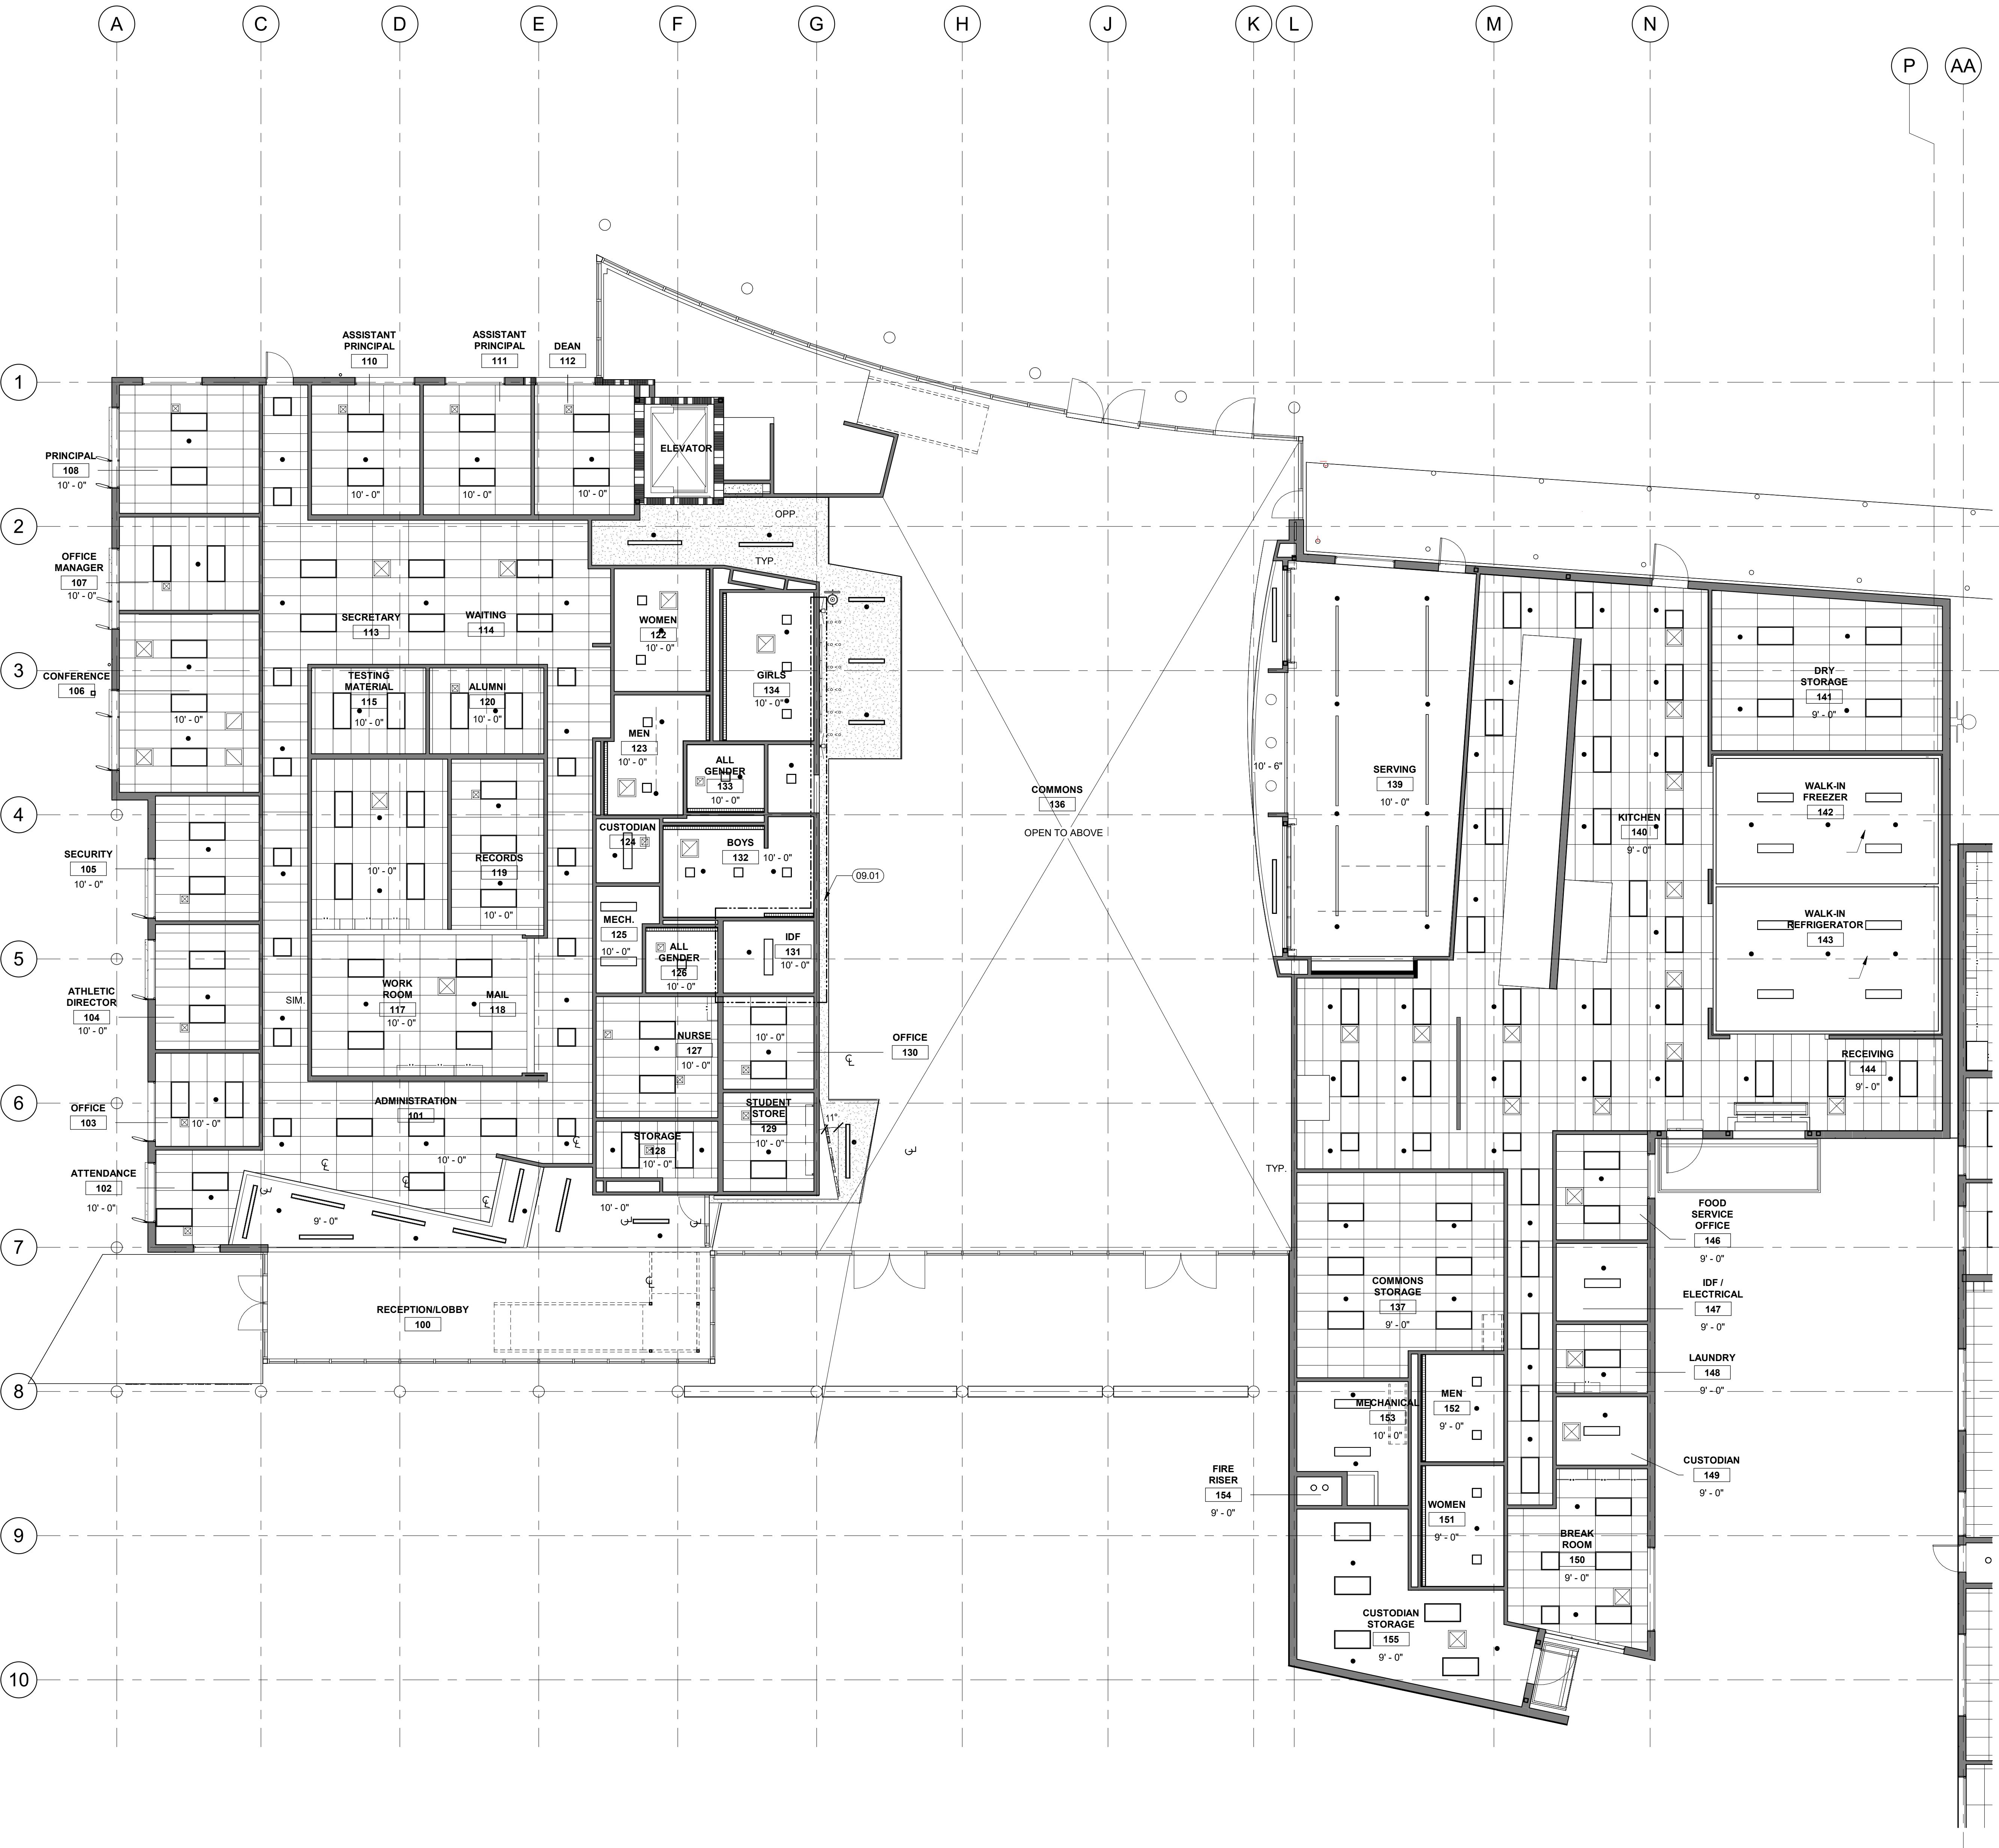 A C D E F G H J K L M N
P AA
1
2
3
4
5
6
7
8
9
10
ASSISTANT
PRINCIPAL
110
ASSISTANT
PRINCIPAL
111
DEAN
112
10' - 0"
10' - 0"
10' - 0"
ELEVATOR
PRINCIPAL
108
10' - 0"
OPP.
TYP.
OFFICE
MANAGER
107
10' - 0"
SECRETARY
113
WAITING
114
WOMEN
122
10' - 0"
GIRLS
134
10' - 0"
CONFERENCE
106
10' - 0"
TESTING
MATERIAL
115
10' - 0"
ALUMNI
120
10' - 0"
MEN
123
10' - 0"
ALL
GENDER
133
10' - 0"
DRY
STORAGE
141
9' - 0"
10' - 6"
SERVING
139
10' - 0"
COMMONS
136
OPEN TO ABOVE
WALK-IN
FREEZER
142
KITCHEN
140
9' - 0"
CUSTODIAN
124
BOYS
132
10' - 0"
SECURITY
105
10' - 0"
10' - 0"
RECORDS
119
10' - 0"
09.01
WALK-IN
REFRIGERATOR
143
MECH.
125
10' - 0"
ALL
GENDER
126
10' - 0"
IDF
131
10' - 0"
ATHLETIC
DIRECTOR
104
10' - 0"
SIM.
WORK
ROOM
117
10' - 0"
MAIL
118
NURSE
127
10' - 0"
10' - 0"
OFFICE
130
RECEIVING
144
9' - 0"
OFFICE
103
10' - 0"
ADMINISTRATION
101
10' - 0"
STUDENT
STORE
129
10' - 0"
11°
STORAGE
128
10' - 0"
ATTENDANCE
102
10' - 0"
9' - 0"
10' - 0"
TYP.
FOOD
SERVICE
OFFICE
146
9' - 0"
COMMONS
STORAGE
137
9' - 0"
IDF /
ELECTRICAL
147
9' - 0"
RECEPTION/LOBBY
100
LAUNDRY
148
9' - 0"
MECHANICAL
153
10' - 0"
MEN
152
9' - 0"
CUSTODIAN
149
9' - 0"
FIRE
RISER
154
9' - 0"
WOMEN
151
9' - 0"
BREAK
ROOM
150
9' - 0"
CUSTODIAN
STORAGE
155
9' - 0"